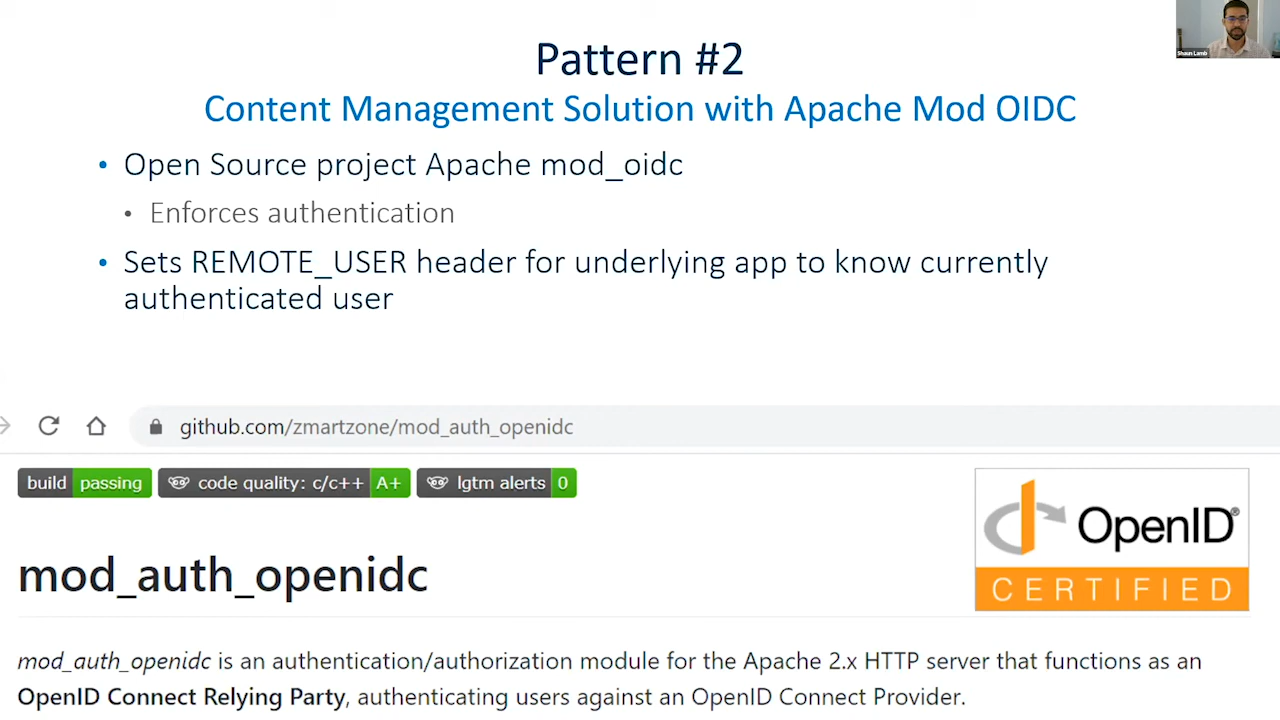 Shaun Lamb
Pattern #2
Content Management Solution with Apache Mod OIDC
• Open Source project Apache mod_oidc
• Enforces authentication
• Sets REMOTE_USER header for underlying app to know currently
authenticated user
github.com/zmartzone/mod_auth_openidc
build passing code quality: c/c++ A+ lgtm alerts 0
OpenID®
CERTIFIED
mod_auth_openidc
mod_auth_openidc is an authentication/authorization module for the Apache 2.x HTTP server that functions as an
OpenID Connect Relying Party, authenticating users against an OpenID Connect Provider.